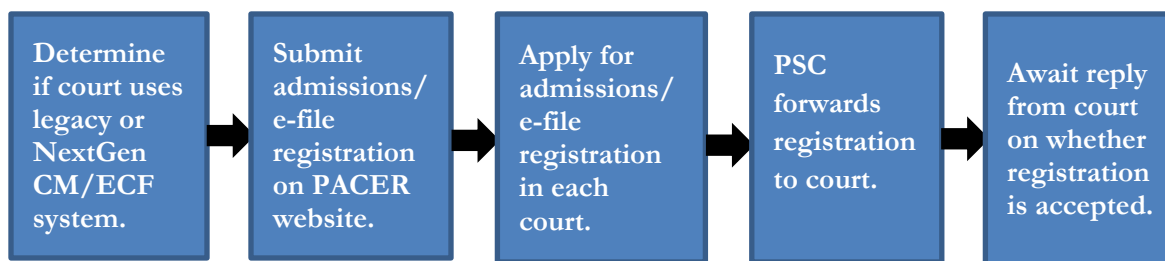 Determine
if court uses
legacy or
NextGen
CM/ECF
system.
Submit
admissions/
e-file
registration
on PACER
website.
Apply for
admissions/
e-file
registration
in each
court.
PSC
forwards
registration
to court.
Await reply
from court
on whether
registration
is accepted.